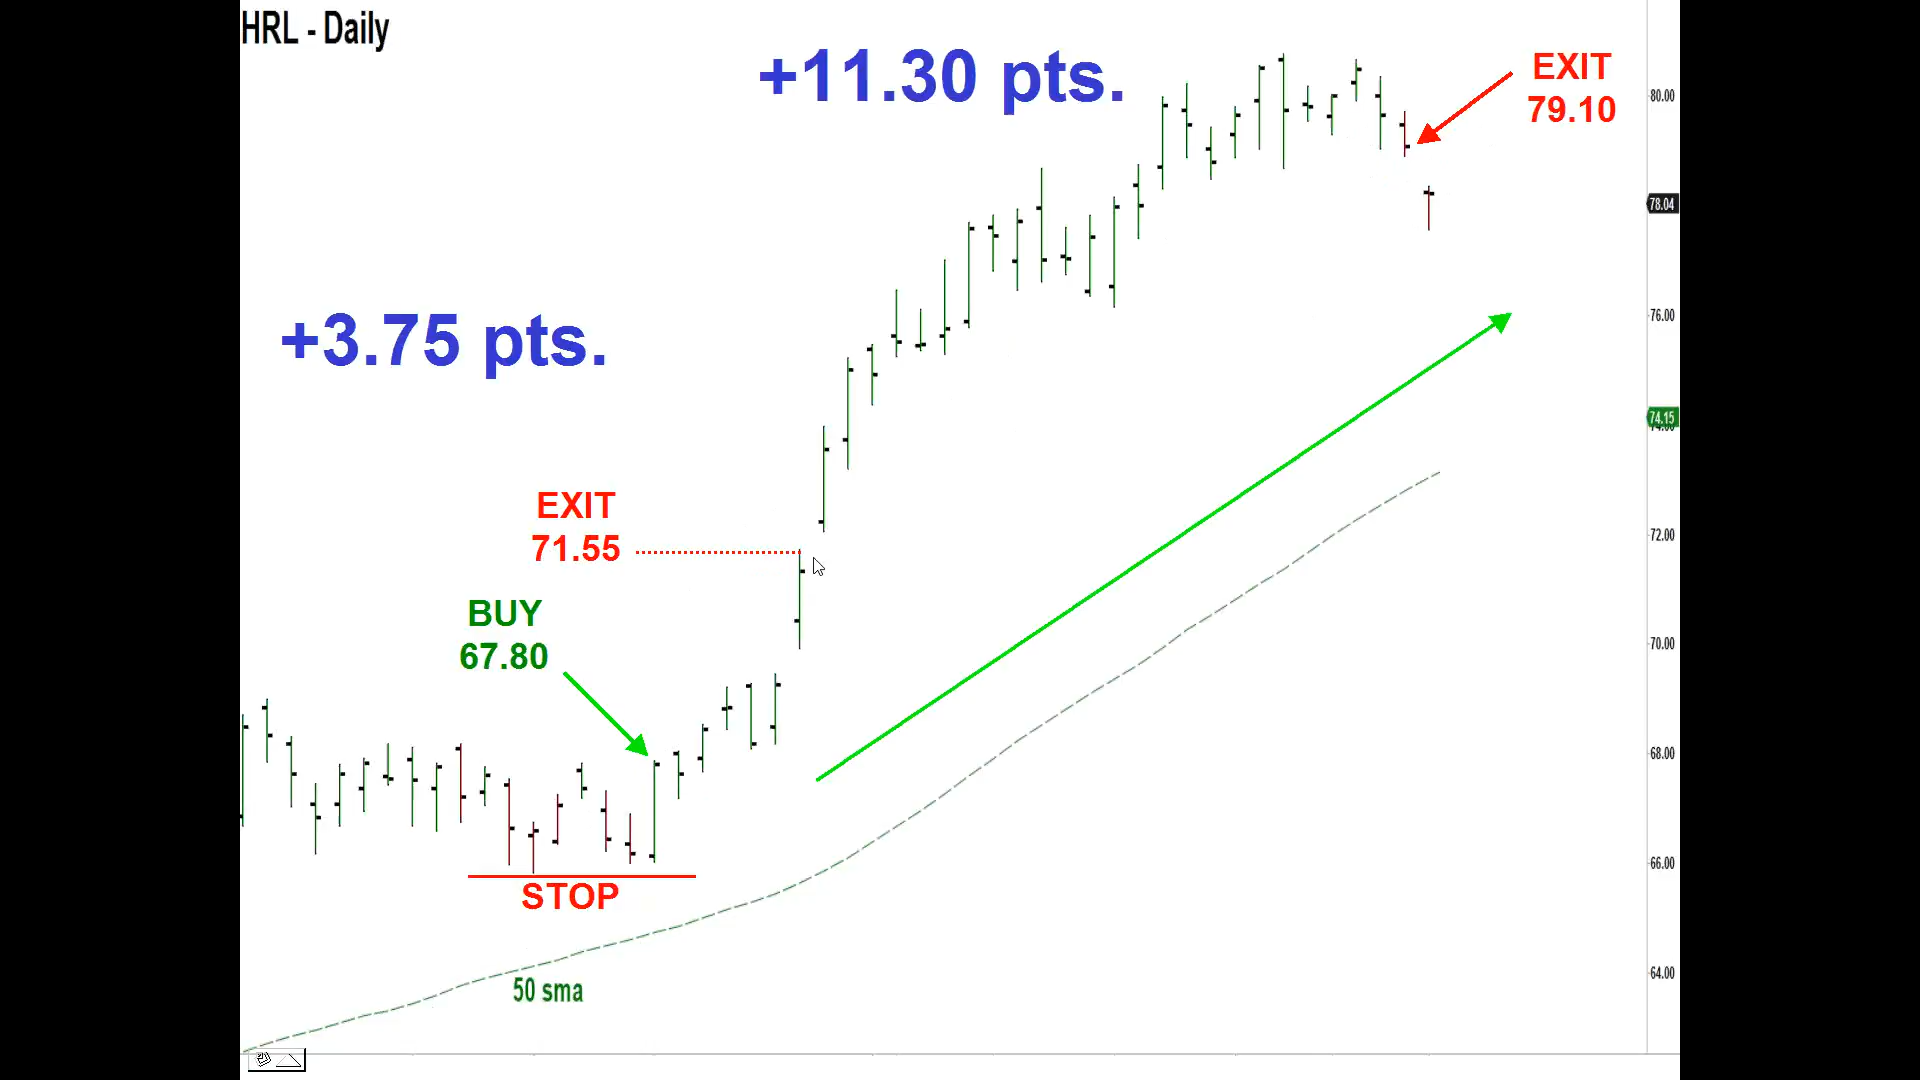 HRL - Daily
+11.30 pts.
EXIT
79.10
80.00
78.04
+3.75 pts.
76.00
74.15
74.00
EXIT
71.55
72.00
BUY
67.80
70.00
68.00
66.00
STOP
64.00
50 sma